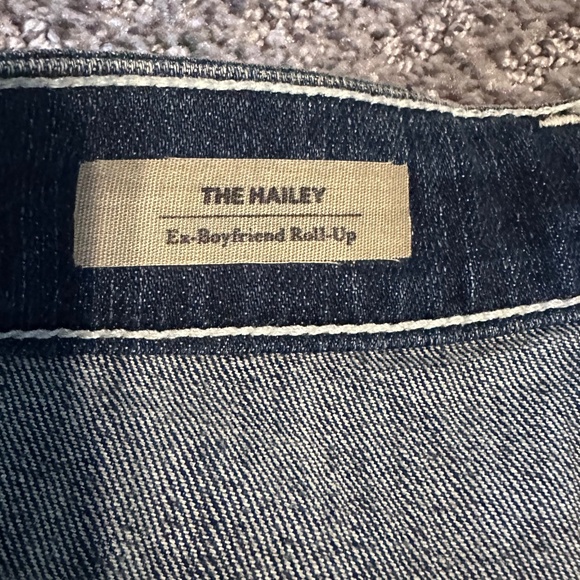 THE HAILEY
Ex-Boyfriend Roll-Up